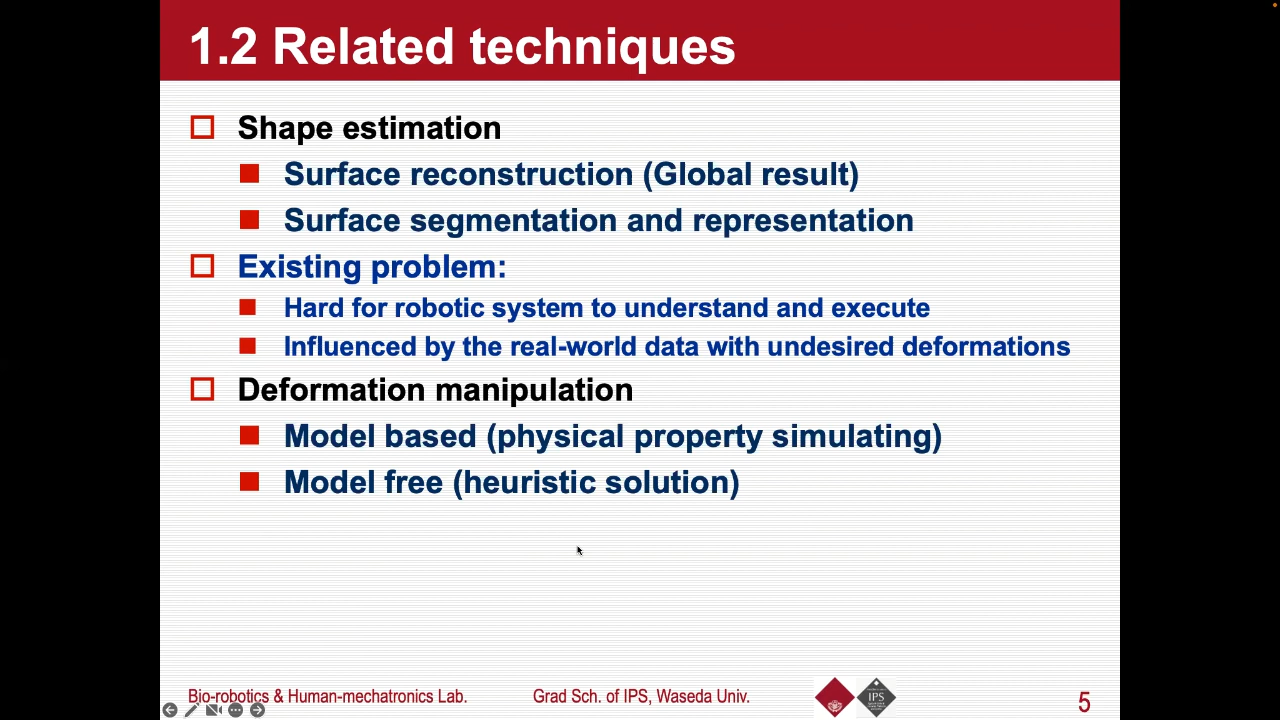 1.2 Related techniques
Shape estimation
Surface reconstruction (Global result)
Surface segmentation and representation
Existing problem:
Hard for robotic system to understand and execute
Influenced by the real-world data with undesired deformations
Deformation manipulation
Model based (physical property simulating)
Model free (heuristic solution)
Bio-robotics & Human-mechatronics Lab.
Grad Sch. of IPS, Waseda Univ.
IPS
5